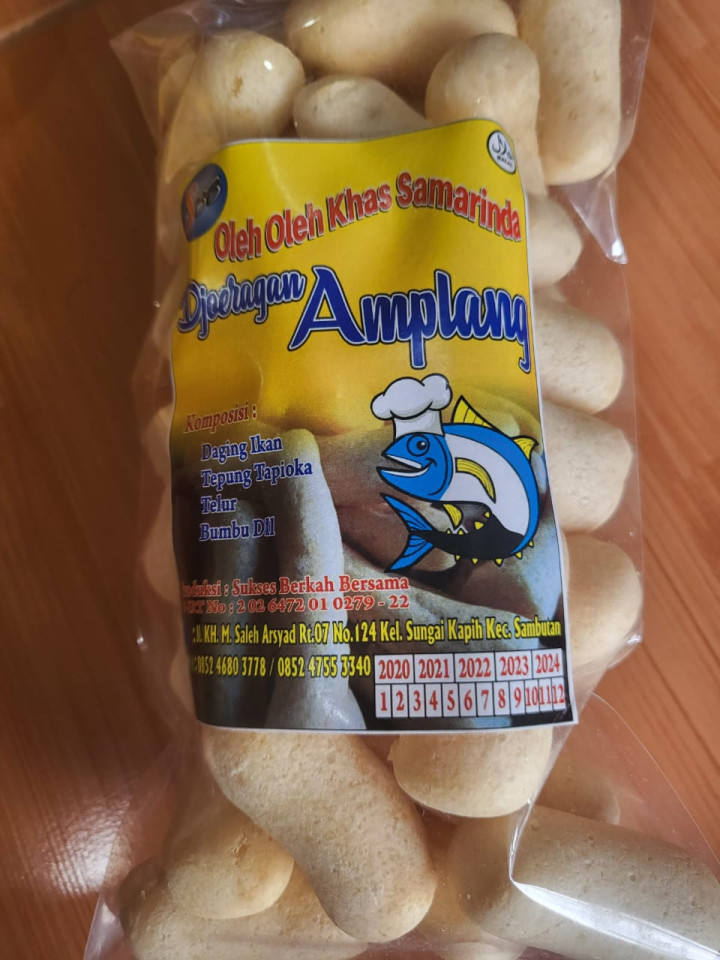 Oleh Oleh Khas Samarinda
Djoeragan Amplang
Komposisi :
Daging Ikan
Tepung Tapioka
Telur
Bumbu Dll
: Sukses Berkah Bersama
No : 2 02 6472 01 0279 - 22
KH. M. Saleh Arsyad Rt.07 No.124 Kel. Sungai Kapih Kec. Sambutan
: 0852 4680 3778 / 0852 4755 3340
2020 2021 2022 2023 2024
1 2 3 4 5 6 7 8 9 10 11 12